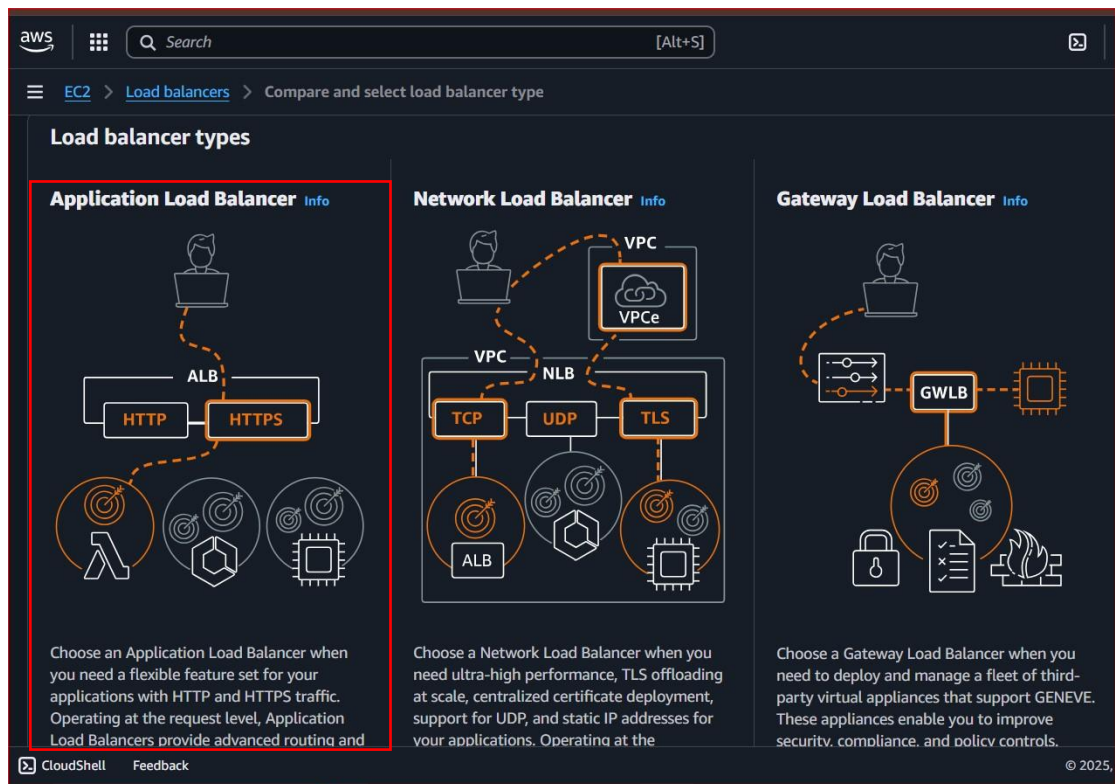 aws
Search [Alt+S]
EC2 > Load balancers > Compare and select load balancer type
Load balancer types
Application Load Balancer Info
ALB
HTTP HTTPS
Choose an Application Load Balancer when
you need a flexible feature set for your
applications with HTTP and HTTPS traffic.
Operating at the request level, Application
Load Balancers provide advanced routing and
Network Load Balancer Info
VPC
VPCe
VPC
NLB
TCP UDP TLS
ALB
Choose a Network Load Balancer when you
need ultra-high performance, TLS offloading
at scale, centralized certificate deployment,
support for UDP, and static IP addresses for
your applications. Operating at the
Gateway Load Balancer Info
GWLB
Choose a Gateway Load Balancer when you
need to deploy and manage a fleet of third-
party virtual appliances that support GENEVE.
These appliances enable you to improve
security, compliance, and policy controls.
CloudShell Feedback © 2025,